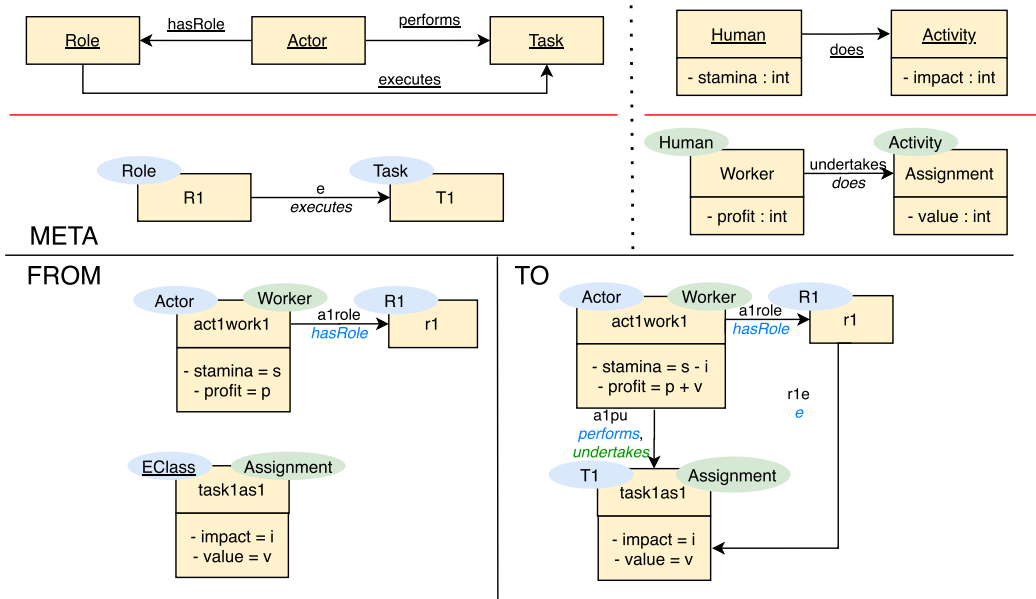 Role
hasRole
Actor
performs
Task
executes
Human
- stamina : int
does
Activity
- impact : int
Role
R1
e
executes
Task
T1
Human
Worker
- profit : int
undertakes
does
Activity
Assignment
- value : int
META
FROM
Actor
Worker
act1work1
- stamina = s
- profit = p
a1role
hasRole
R1
r1
EClass
Assignment
task1as1
- impact = i
- value = v
TO
Actor
Worker
act1work1
- stamina = s - i
- profit = p + v
a1role
hasRole
R1
r1
a1pu
performs,
undertakes
r1e
e
T1
Assignment
task1as1
- impact = i
- value = v